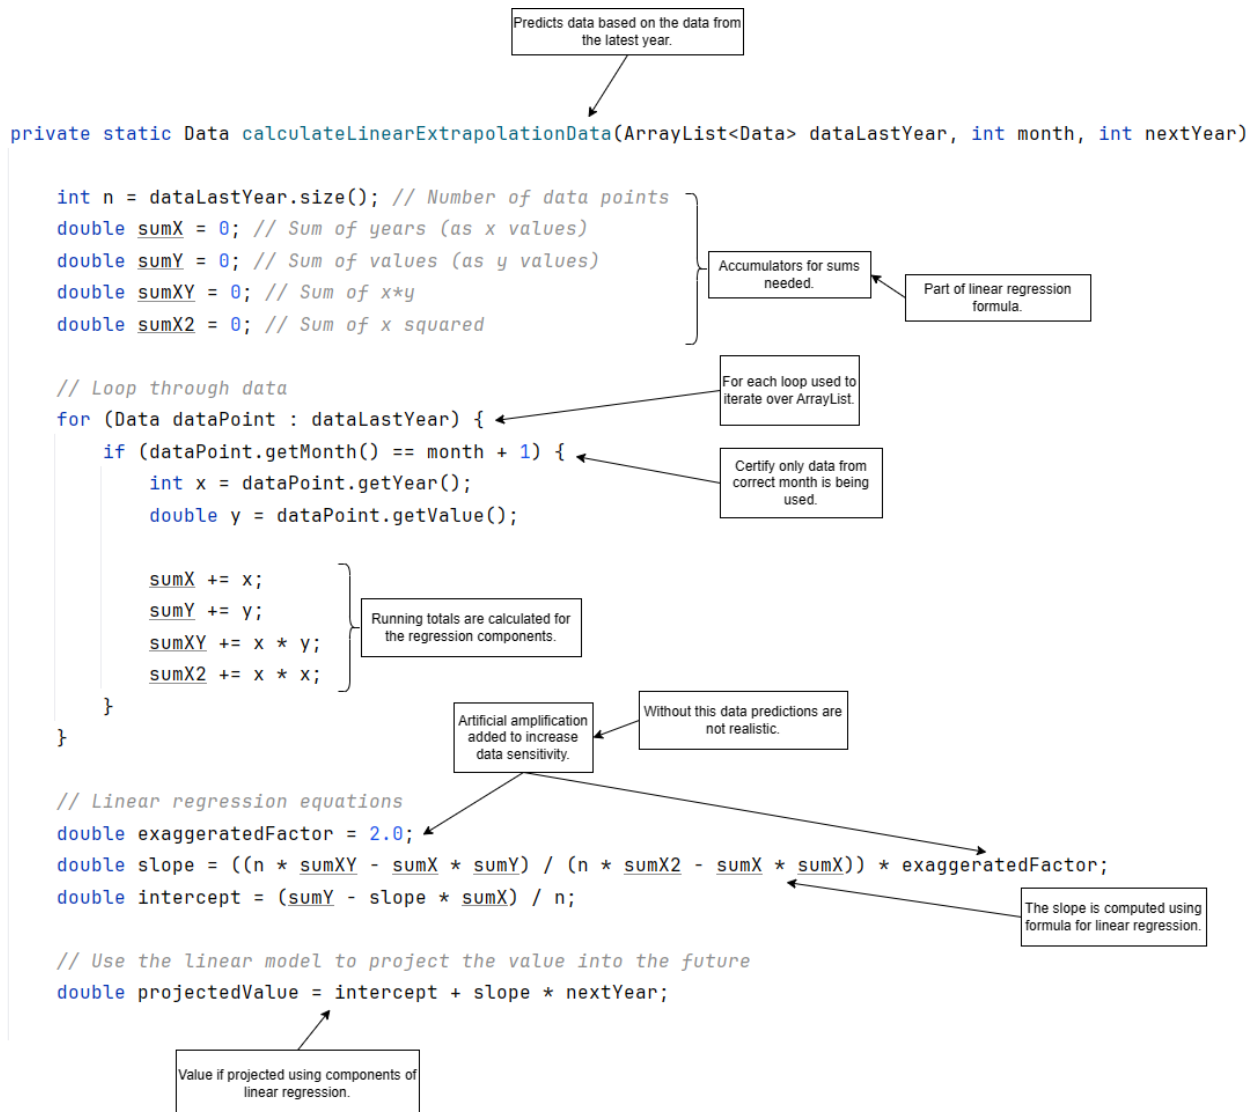 Predicts data based on the data from
the latest year.
private static Data calculateLinearExtrapolationData(ArrayList<Data> dataLastYear, int month, int nextYear)
int n = dataLastYear.size(); // Number of data points
double sumX = 0; // Sum of years (as x values)
double sumY = 0; // Sum of values (as y values)
double sumXY = 0; // Sum of x*y
double sumX2 = 0; // Sum of x squared
Accumulators for sums
needed.
Part of linear regression
formula.
// Loop through data
for (Data dataPoint : dataLastYear) {
For each loop used to
iterate over ArrayList.
if (dataPoint.getMonth() == month + 1) {
int x = dataPoint.getYear();
double y = dataPoint.getValue();
Certify only data from
correct month is being
used.
sumX += x;
sumY += y;
sumXY += x * y;
sumX2 += x * x;
Running totals are calculated for
the regression components.
}
}
Artificial amplification
added to increase
data sensitivity.
Without this data predictions are
not realistic.
// Linear regression equations
double exaggeratedFactor = 2.0;
double slope = ((n * sumXY - sumX * sumY) / (n * sumX2 - sumX * sumX)) * exaggeratedFactor;
double intercept = (sumY - slope * sumX) / n;
The slope is computed using
formula for linear regression.
// Use the linear model to project the value into the future
double projectedValue = intercept + slope * nextYear;
Value if projected using components of
linear regression.